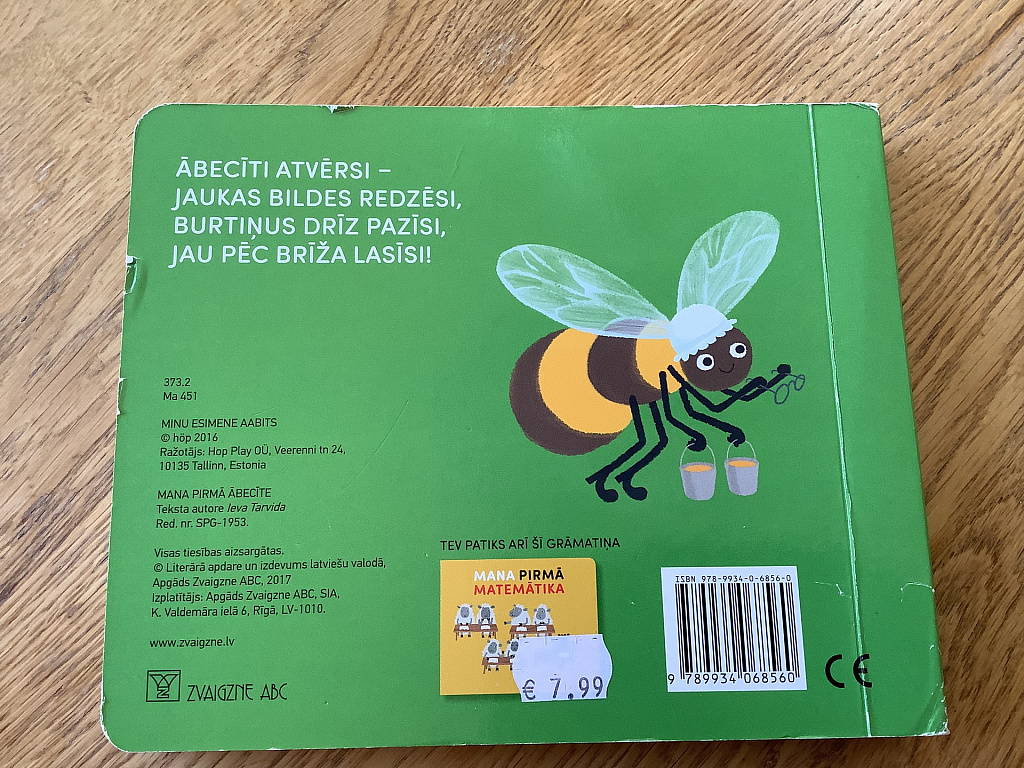 ĀBECĪTI ATVĒRSI –
JAUKAS BILDES REDZĒSI,
BURTIŅUS DRĪZ PAZĪSI,
JAU PĒC BRĪŽA LASĪSI!
373.2
Ma 451
MINU ESIMENE AABITS
© höp 2016
Ražotājs: Hop Play OÜ, Veerenni tn 24,
10135 Tallinn, Estonia
MANA PIRMĀ ĀBECĪTE
Teksta autore Ieva Tarvida
Red. nr. SPG-1953.
Visas tiesības aizsargātas.
© Literārā apdare un izdevums latviešu valodā,
Apgāds Zvaigzne ABC, 2017
Izplatītājs: Apgāds Zvaigzne ABC, SIA,
K. Valdemāra ielā 6, Rīgā, LV-1010.
www.zvaigzne.lv
ZVAIGZNE ABC
TEV PATIKS ARĪ ŠĪ GRĀMATIŅA
MANA PIRMĀ
MATEMĀTIKA
€ 7.99
ISBN 978-9934-0-6856-0
9 789934 068560
CE